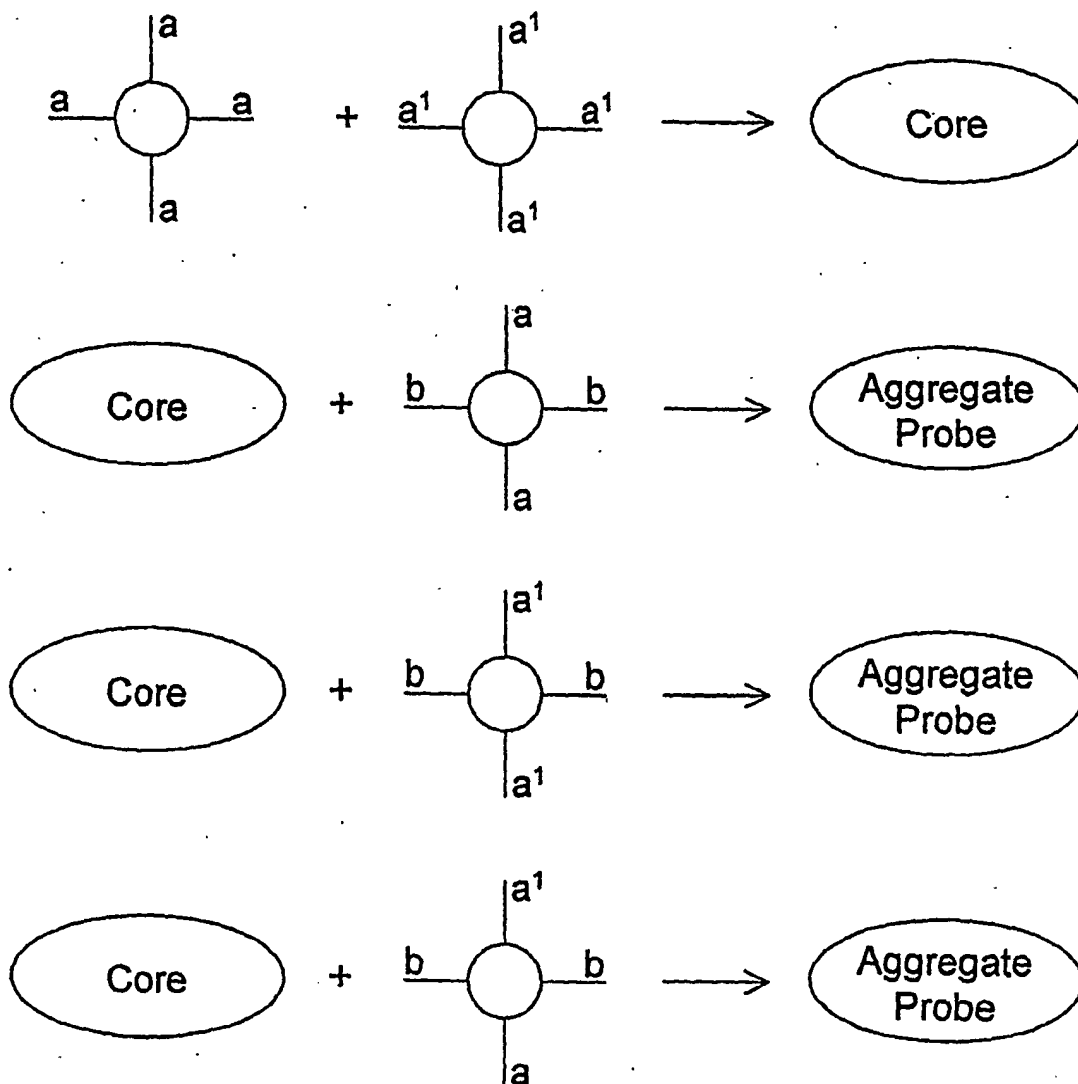 a
a a
a
+
a¹
a¹ a¹
a¹
Core
Core
+
a
b b
a
Aggregate
Probe
Core
+
a¹
b b
a¹
Aggregate
Probe
Core
+
a¹
b b
a
Aggregate
Probe